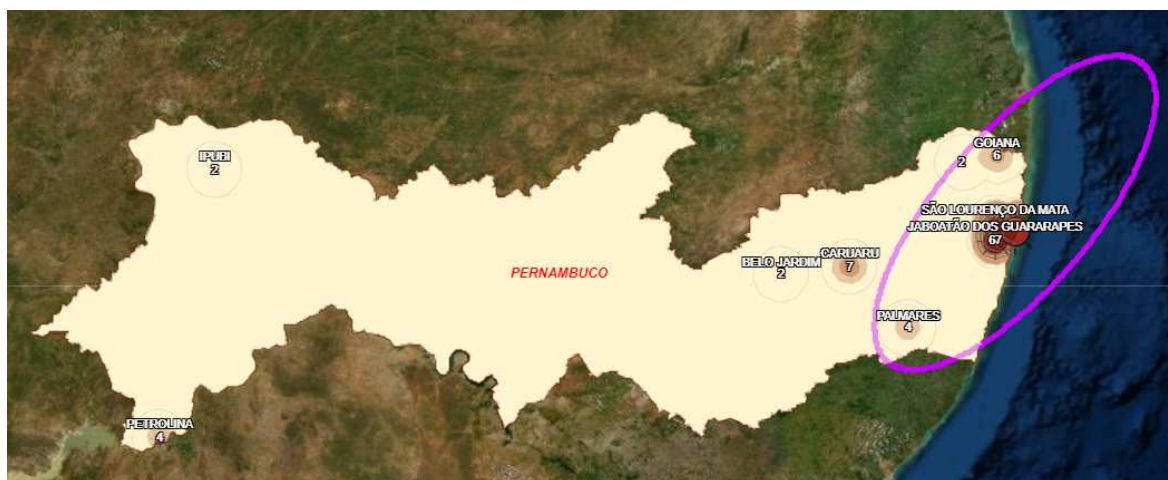 IPUBI
2
GOIANA
6
2
SÃO LOURENÇO DA MATA
JABOATÃO DOS GUARARAPES
67
CARUARU
7
BELO JARDIM
2
PERNAMBUCO
PALMARES
4
PETROLINA
4